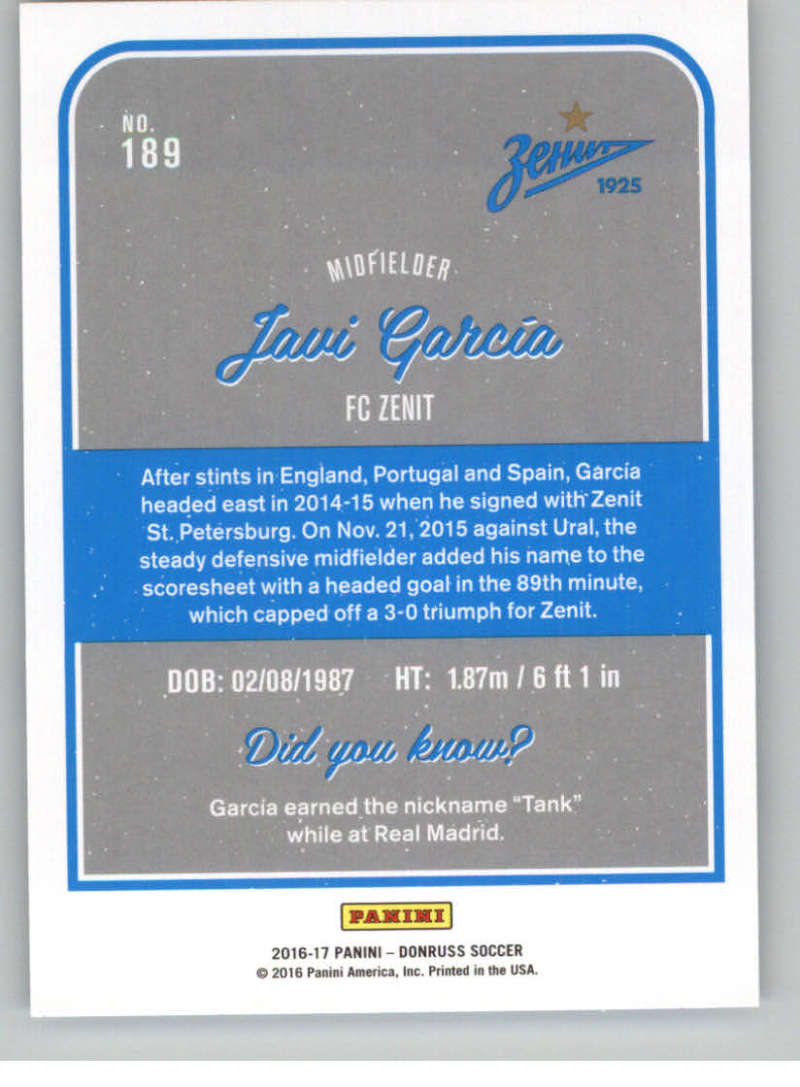 NO.
189
Зенит
1925
MIDFIELDER
Javi García
FC ZENIT
After stints in England, Portugal and Spain, García
headed east in 2014-15 when he signed with Zenit
St. Petersburg. On Nov. 21, 2015 against Ural, the
steady defensive midfielder added his name to the
scoresheet with a headed goal in the 89th minute,
which capped off a 3-0 triumph for Zenit.
DOB: 02/08/1987 HT: 1.87m / 6 ft 1 in
Did you know?
García earned the nickname “Tank”
while at Real Madrid.
PANINI
2016-17 PANINI – DONRUSS SOCCER
© 2016 Panini America, Inc. Printed in the USA.